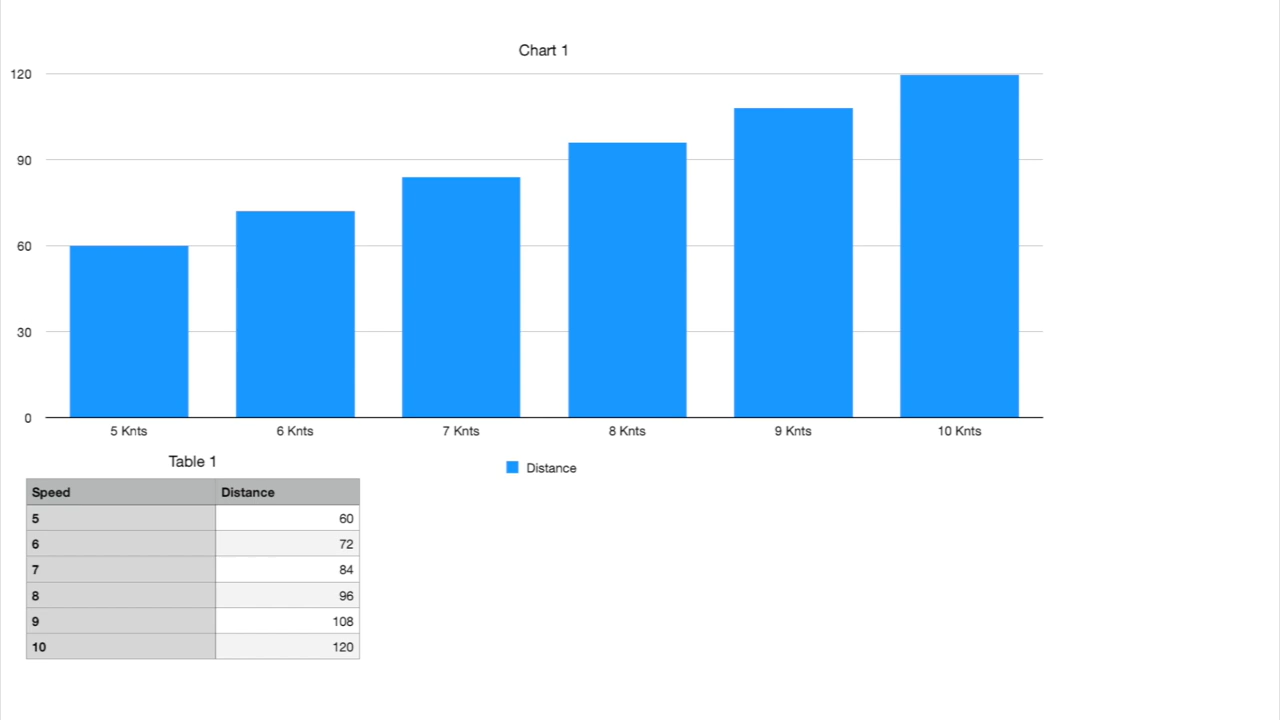 Chart 1
120
90
60
30
0
5 Knts 6 Knts 7 Knts 8 Knts 9 Knts 10 Knts
Distance
Table 1
Speed Distance
5 60
6 72
7 84
8 96
9 108
10 120